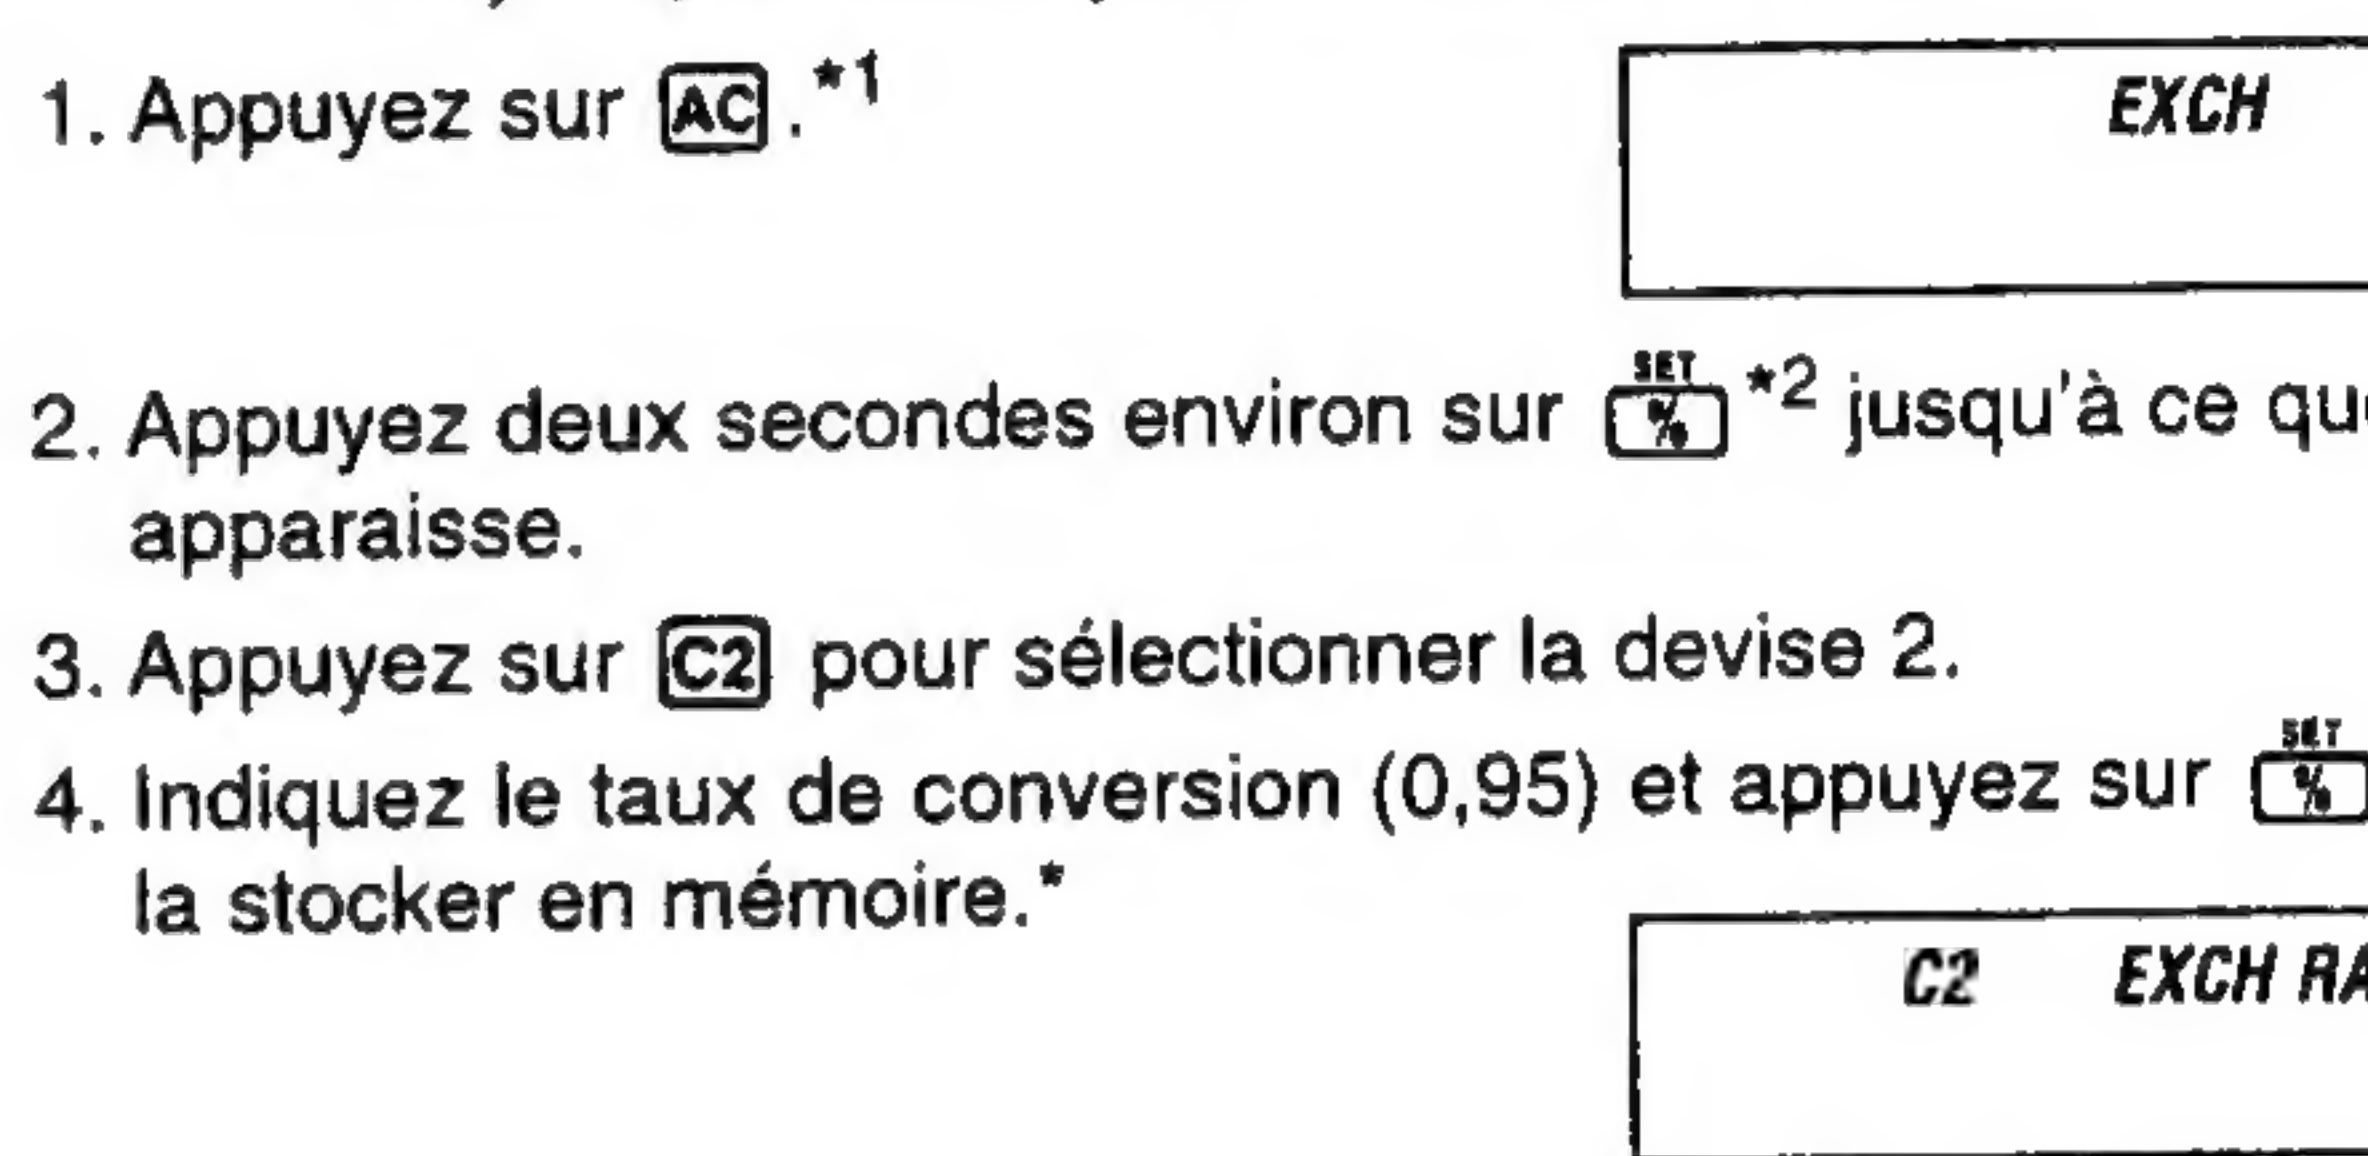 1. Appuyez sur AC .*1
EXCH
2. Appuyez deux secondes environ sur SET % *2 jusqu'à ce
apparaisse.
3. Appuyez sur C2 pour sélectionner la devise 2.
4. Indiquez le taux de conversion (0,95) et appuyez sur SET %
la stocker en mémoire.*
C2 EXCH